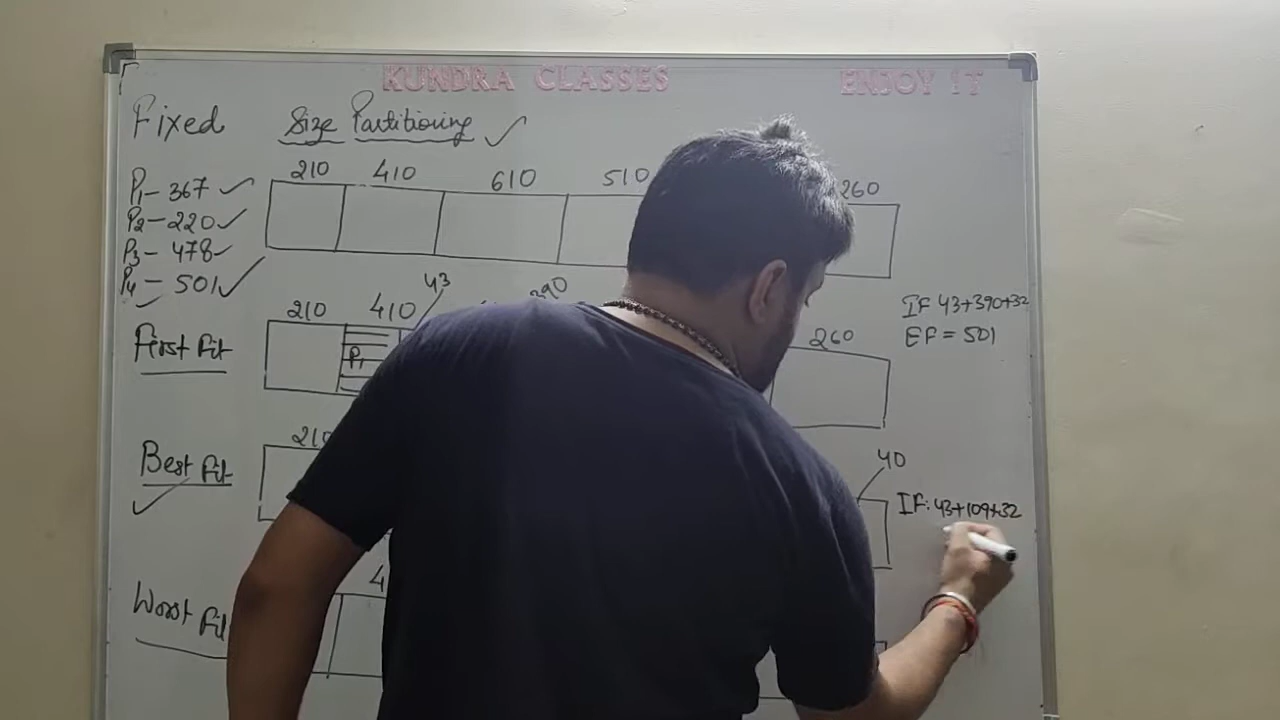 KUNDRA CLASSES ENJOY IT
Fixed Size Partitioning
210 410 610 510 260
P1 - 367
P2 - 220
P3 - 478
P4 - 501
43
390
210 410 260
First Fit
P1
IF 43+390+32
EF = 501
210 40
Best Fit
IF: 43+109+32
4
Worst Fit